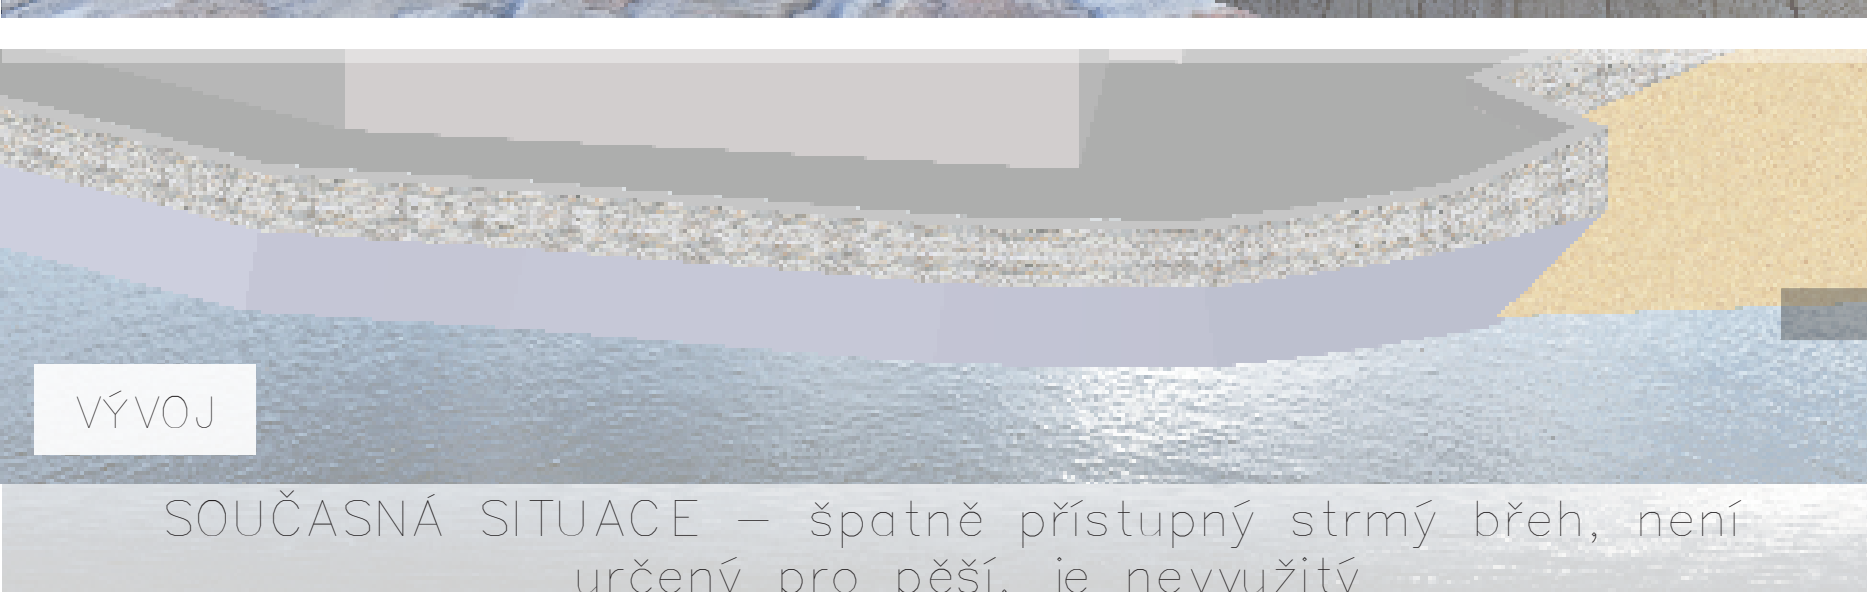 VÝVOJ
SOUČASNÁ SITUACE – špatně přístupný strmý břeh, není
určený pro pěší, je nevyužitý